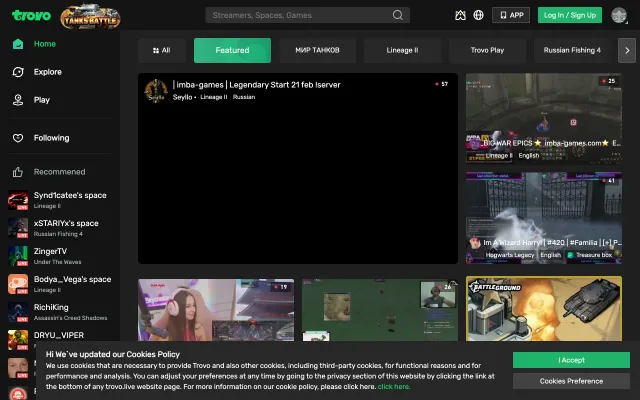 trovo
TANKS BATTLE
Streamers, Spaces, Games
APP
Log In / Sign Up
Home
Explore
Play
Following
Recommened
Synd1catee's space
Lineage II
LIVE
xSTARIYx's space
Russian Fishing 4
LIVE
ZingerTV
Under The Waves
LIVE
Bodya_Vega's space
Lineage II
LIVE
RichiKing
Assassin's Creed Shadows
LIVE
DRYU_VIPER
All
Featured
МИР ТАНКОВ
Lineage II
Trovo Play
Russian Fishing 4
| imba-games | Legendary Start 21 feb lserver
Seyllo • Lineage II Russian
57
25
BIG WAR EPICS ⭐ imba-games.com⭐ E...
Lineage II English
41
Im A Wizard Harry! | #420 | #Familia | [+] P...
Hogwarts Legacy English Treasure box
19
26
BATTLEGROUND
Hi We`ve updated our Cookies Policy
We use cookies that are necessary to provide Trovo and also other cookies, including third-party cookies, for functional reasons and for
performance and analysis. You can adjust your preferences at any time by going to the privacy section of this website by clicking the link at
the bottom of any trovo.live website page. For more information on our cookie policy, please click here. click here.
I Accept
Cookies Preference